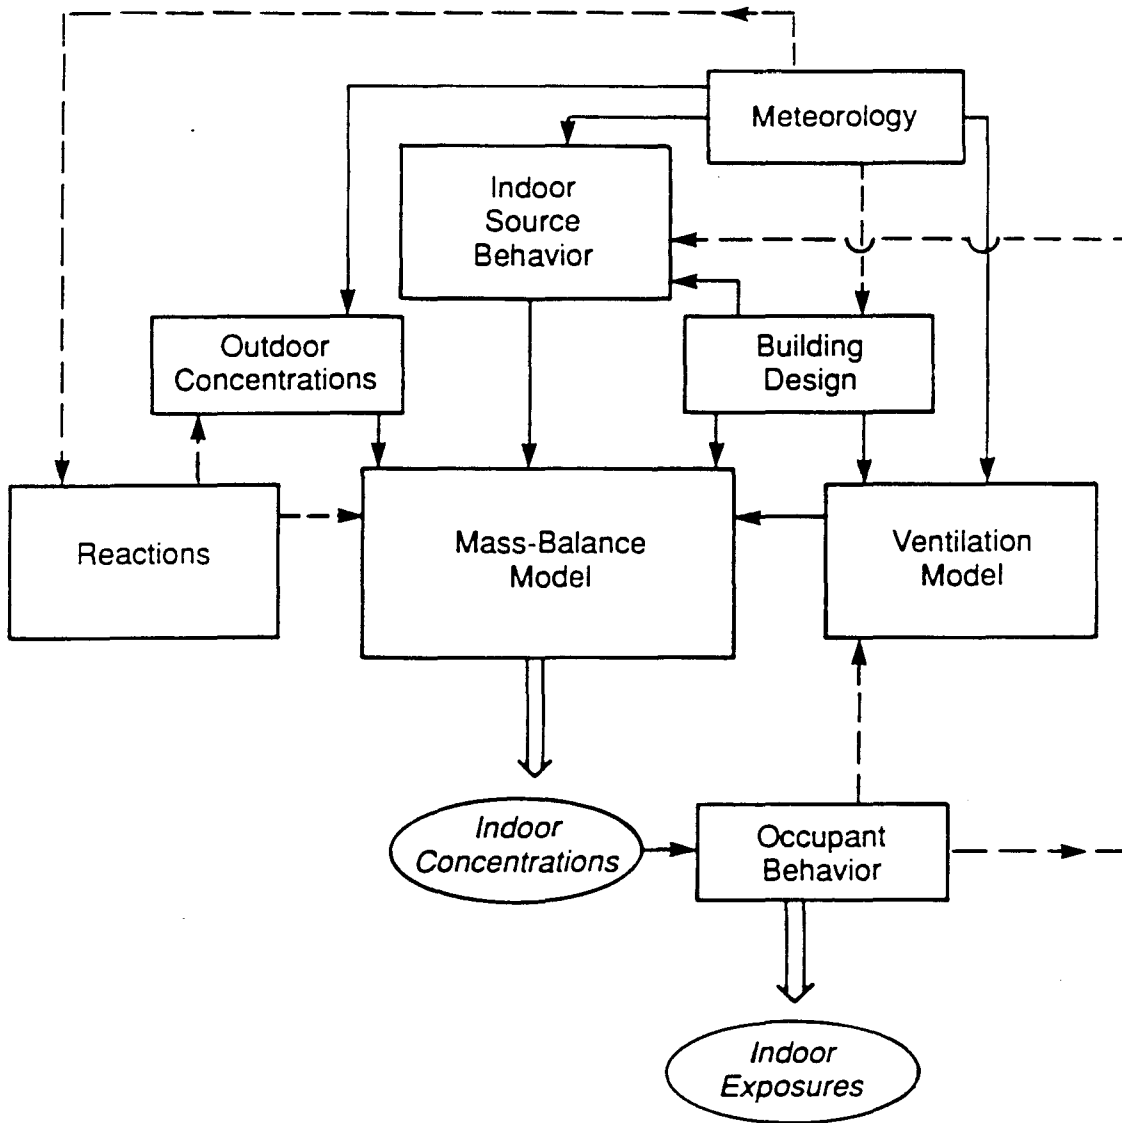 Meteorology
Indoor
Source
Behavior
Outdoor
Concentrations
Building
Design
Reactions
Mass-Balance
Model
Ventilation
Model
Indoor
Concentrations
Occupant
Behavior
Indoor
Exposures